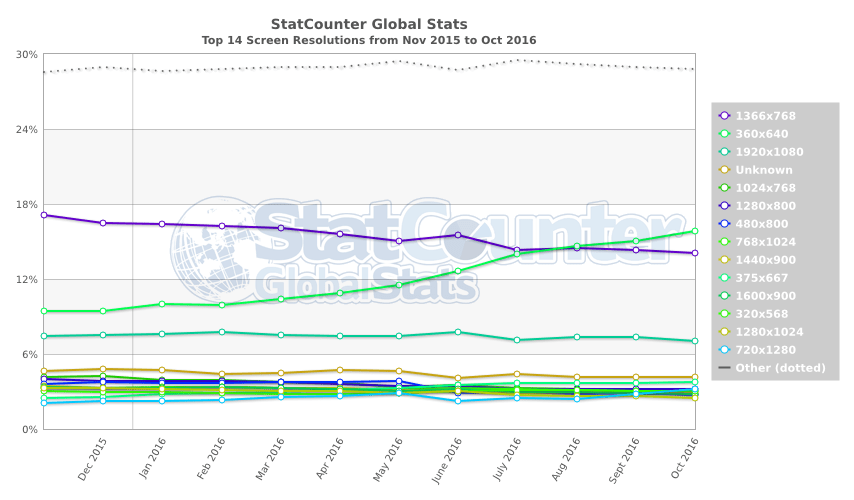 StatCounter Global Stats
Top 14 Screen Resolutions from Nov 2015 to Oct 2016
30%
24%
18%
12%
6%
0%
StatCounter
GlobalStats
1366x768
360x640
1920x1080
Unknown
1024x768
1280x800
480x800
768x1024
1440x900
375x667
1600x900
320x568
1280x1024
720x1280
Other (dotted)
Dec 2015
Jan 2016
Feb 2016
Mar 2016
Apr 2016
May 2016
June 2016
July 2016
Aug 2016
Sept 2016
Oct 2016